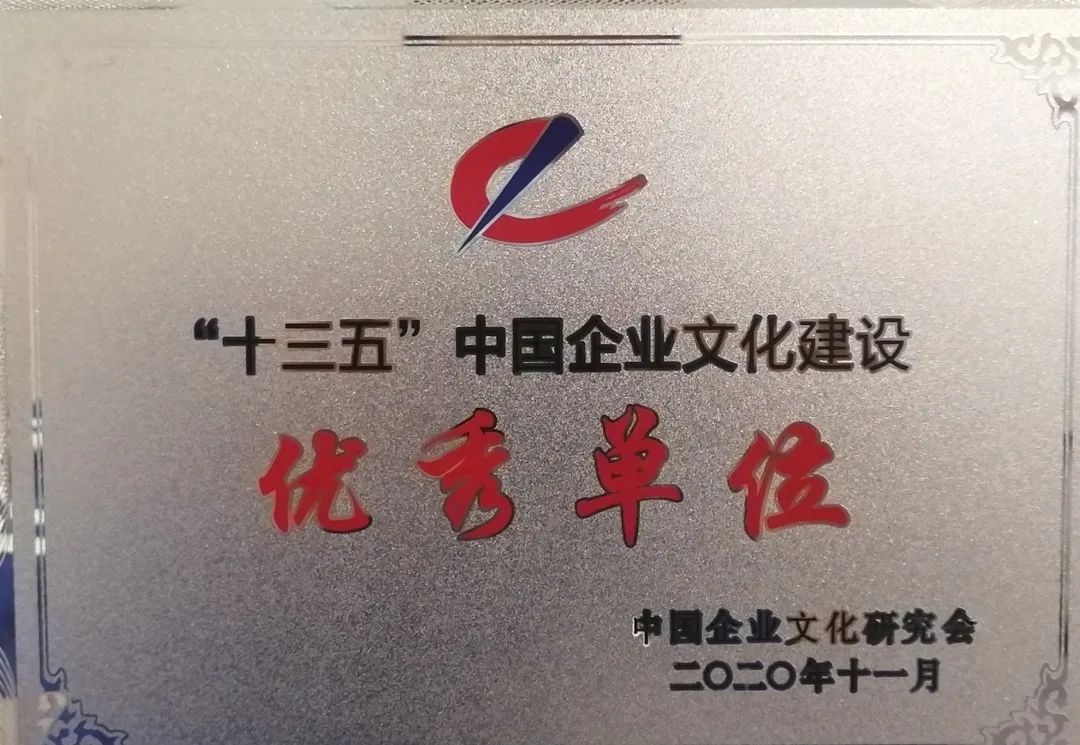 “十三五”中国企业文化建设
优秀单位
中国企业文化研究会
二〇二〇年十一月